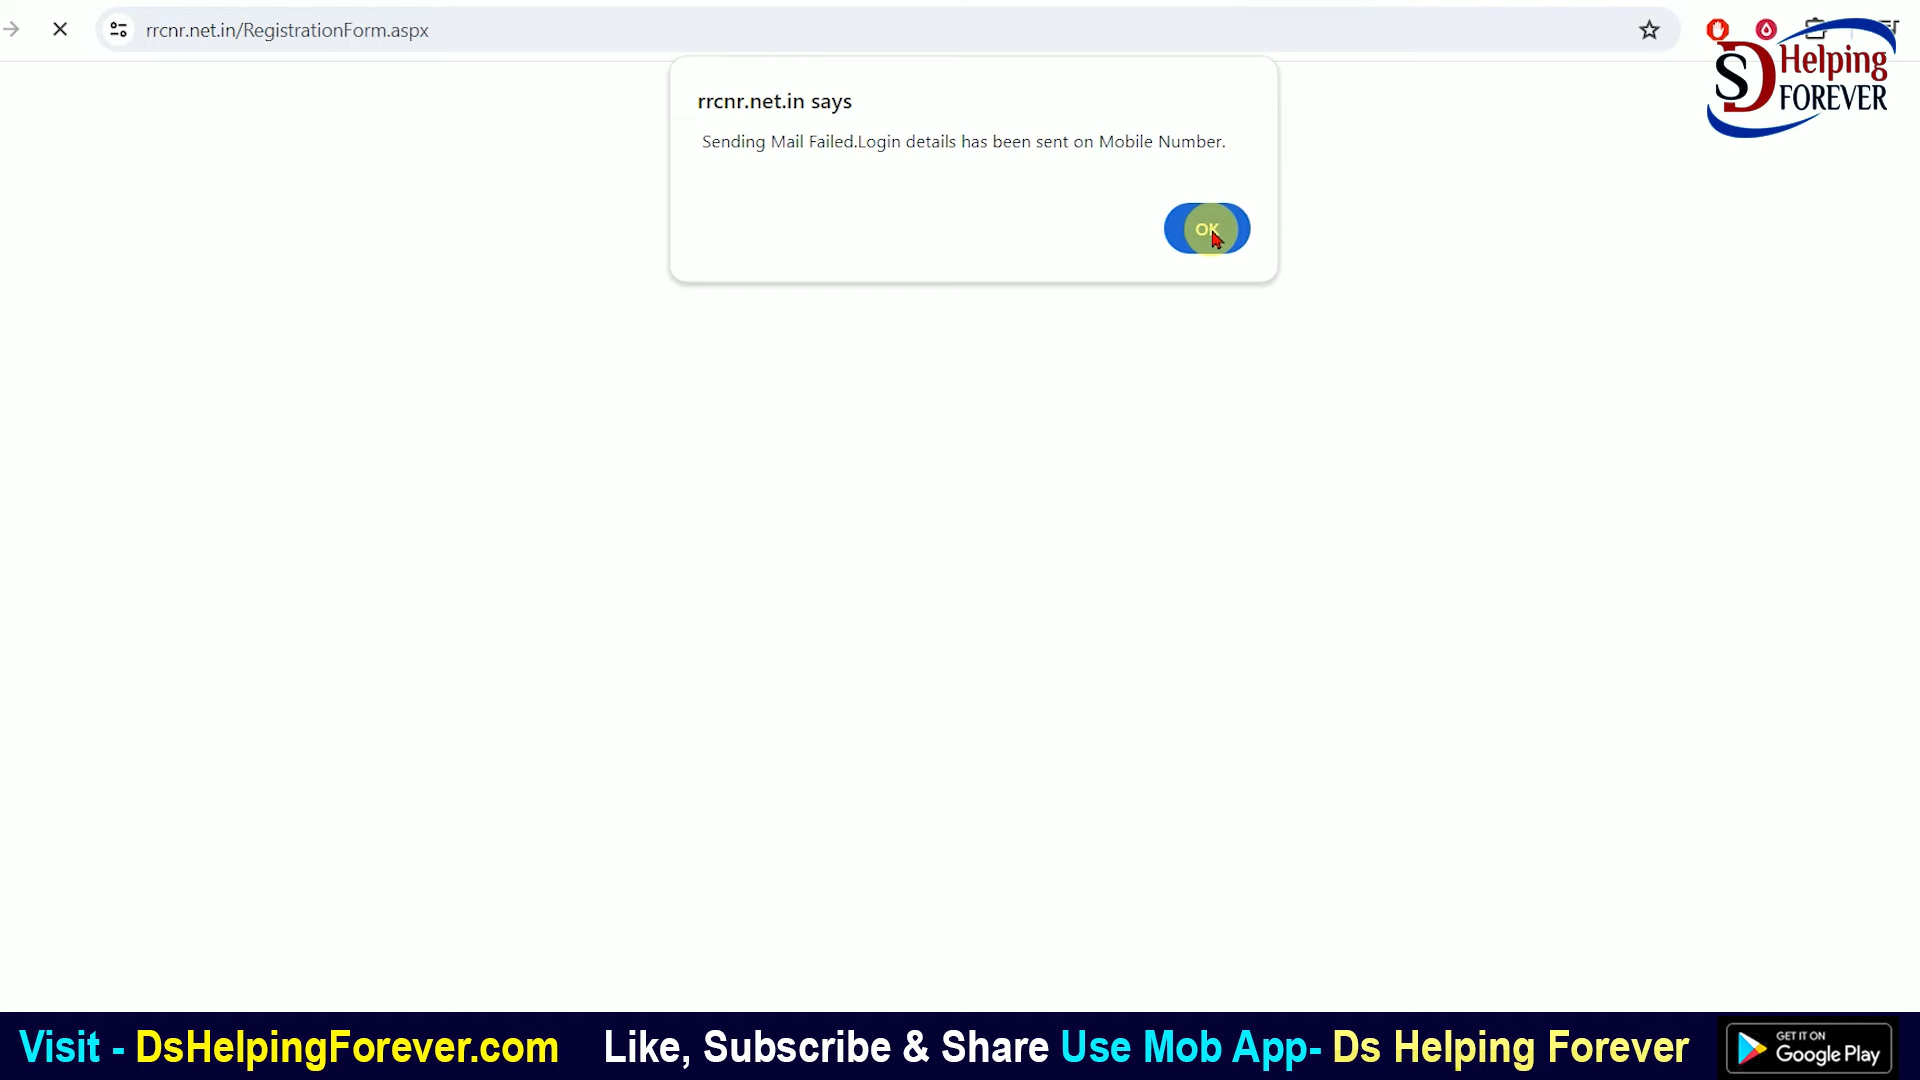 rrcnr.net.in/RegistrationForm.aspx
DS Helping
FOREVER
rrcnr.net.in says
Sending Mail Failed.Login details has been sent on Mobile Number.
OK
Visit - DsHelpingForever.com Like, Subscribe & Share Use Mob App- Ds Helping Forever
GET IT ON
Google Play